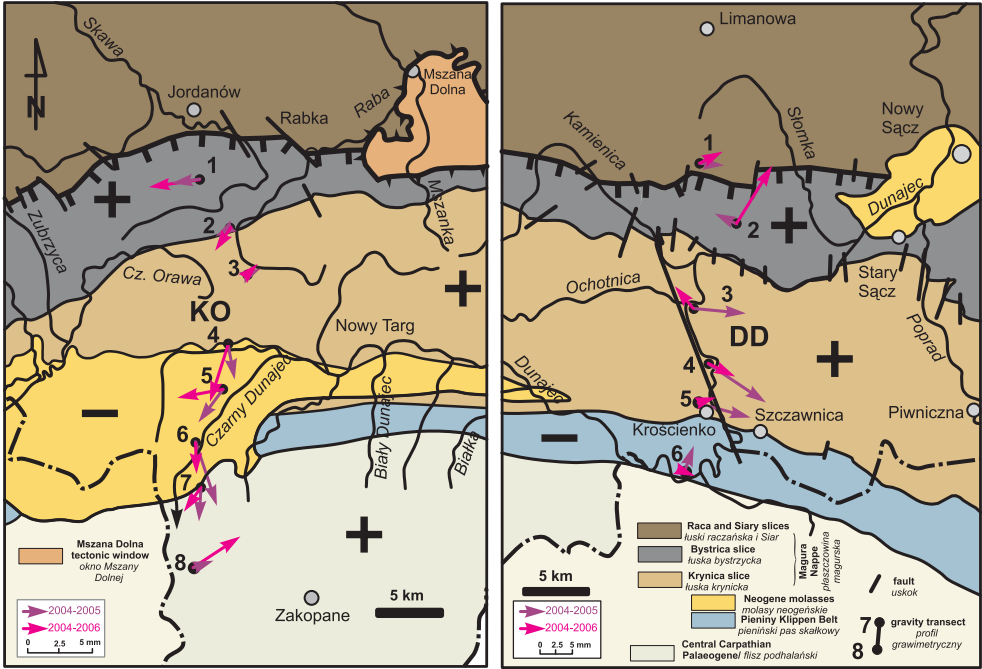 Skawa
N
Jordanów
Rabka
Raba
Mszana
Dolna
1
+
Zubrzyca
2
3
Mszanka
+
Cz. Orawa
KO
4
Nowy Targ
5
−
Czarny Dunajec
6
7
Biały Dunajec
Białka
+
8
Mszana Dolna
tectonic window
okno Mszany
Dolnej
2004-2005
2004-2006
0 2.5 5 mm
Zakopane
5 km
Limanowa
Kamienica
1
Słomka
Nowy
Sącz
Dunajec
2
+
Stary
Sącz
Ochotnica
3
DD
Poprad
4
+
Dunajec
5
Szczawnica
Piwniczna
Krościenko
−
6
Raca and Siary slices
łuski raczańska i Siar
Bystrica slice
łuska bystrzycka
Krynica slice
łuska krynicka
Magura
Nappe
płaszczowina
magurska
5 km
Neogene molasses
molasy neogeńskie
Pieniny Klippen Belt
pieniński pas skałkowy
Central Carpathian
Palaeogene/ flisz podhalański
2004-2005
2004-2006
0 2.5 5 mm
fault
uskok
7
8
gravity transect
profil
grawimetryczny